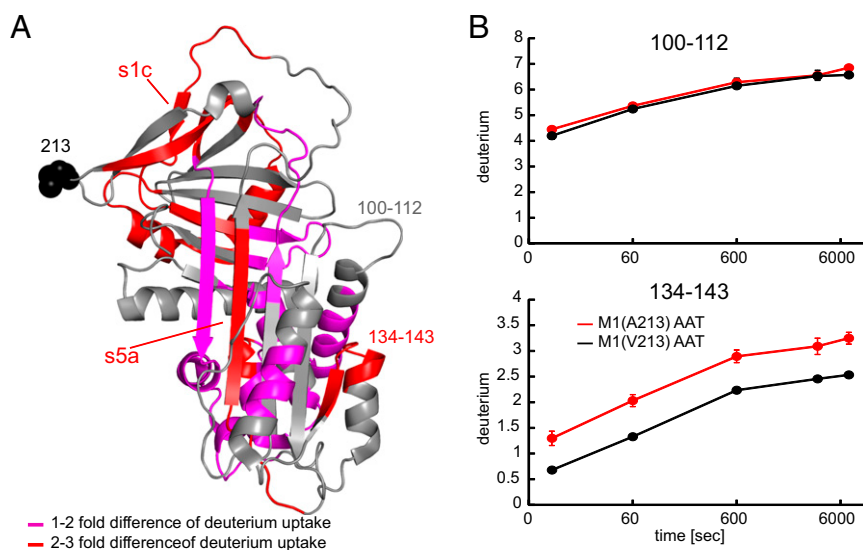 A
s1c
213
100-112
134-143
s5a
1-2 fold difference of deuterium uptake
2-3 fold differenceof deuterium uptake
B
100-112
deuterium
8
7
6
5
4
3
2
1
0
0
60
600
6000
134-143
M1(A213) AAT
M1(V213) AAT
deuterium
4
3.5
3
2.5
2
1.5
1
0.5
0
0
60
600
6000
time [sec]